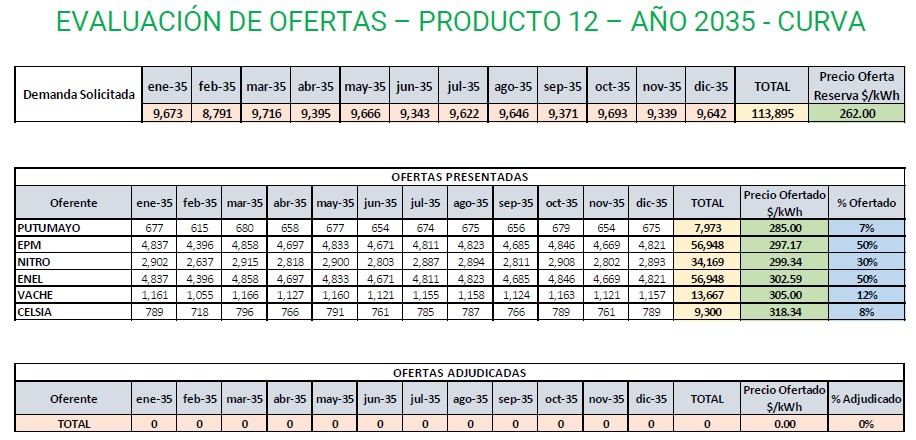 EVALUACIÓN DE OFERTAS – PRODUCTO 12 – AÑO 2035 - CURVA
Demanda Solicitada ene-35 feb-35 mar-35 abr-35 may-35 jun-35 jul-35 ago-35 sep-35 oct-35 nov-35 dic-35 TOTAL Precio Oferta Reserva $/kWh
9,673 8,791 9,716 9,395 9,666 9,343 9,622 9,646 9,371 9,693 9,339 9,642 113,895 262.00
OFERTAS PRESENTADAS
Oferente ene-35 feb-35 mar-35 abr-35 may-35 jun-35 jul-35 ago-35 sep-35 oct-35 nov-35 dic-35 TOTAL Precio Ofertado $/kWh % Ofertado
PUTUMAYO 677 615 680 658 677 654 674 675 656 679 654 675 7,973 285.00 7%
EPM 4,837 4,396 4,858 4,697 4,833 4,671 4,811 4,823 4,685 4,846 4,669 4,821 56,948 297.17 50%
NITRO 2,902 2,637 2,915 2,818 2,900 2,803 2,887 2,894 2,811 2,908 2,802 2,893 34,169 299.34 30%
ENEL 4,837 4,396 4,858 4,697 4,833 4,671 4,811 4,823 4,685 4,846 4,669 4,821 56,948 302.59 50%
VACHE 1,161 1,055 1,166 1,127 1,160 1,121 1,155 1,158 1,124 1,163 1,121 1,157 13,667 305.00 12%
CELSIA 789 718 796 766 791 761 785 787 766 789 761 789 9,300 318.34 8%
OFERTAS ADJUDICADAS
Oferente ene-35 feb-35 mar-35 abr-35 may-35 jun-35 jul-35 ago-35 sep-35 oct-35 nov-35 dic-35 TOTAL Precio Ofertado $/kWh % Adjudicado
TOTAL 0 0 0 0 0 0 0 0 0 0 0 0 0 0.00 0%